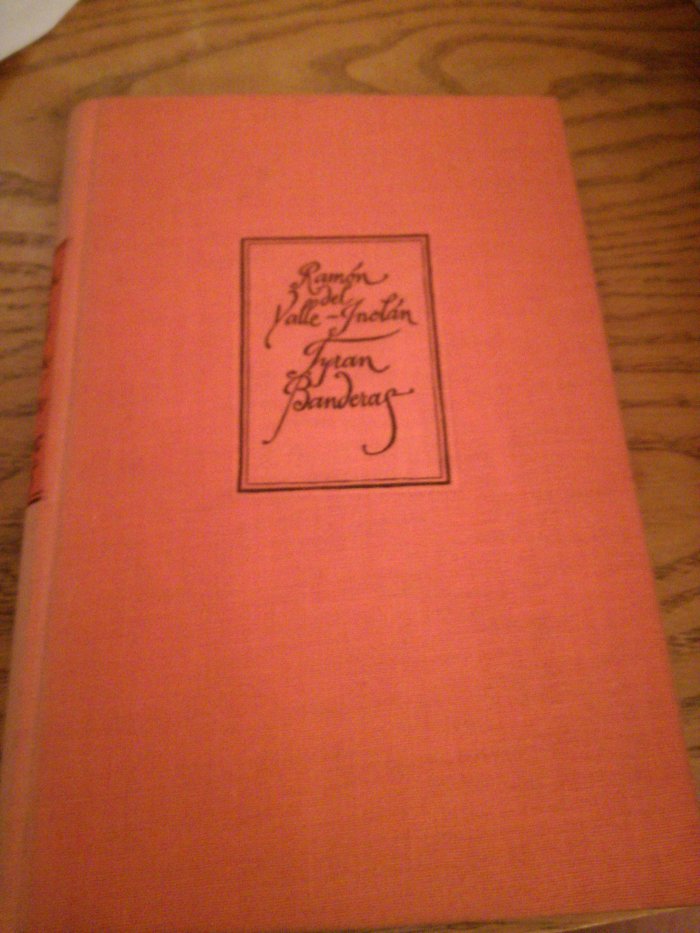 Ramón
del
Valle-Inclán
Tyran
Banderas